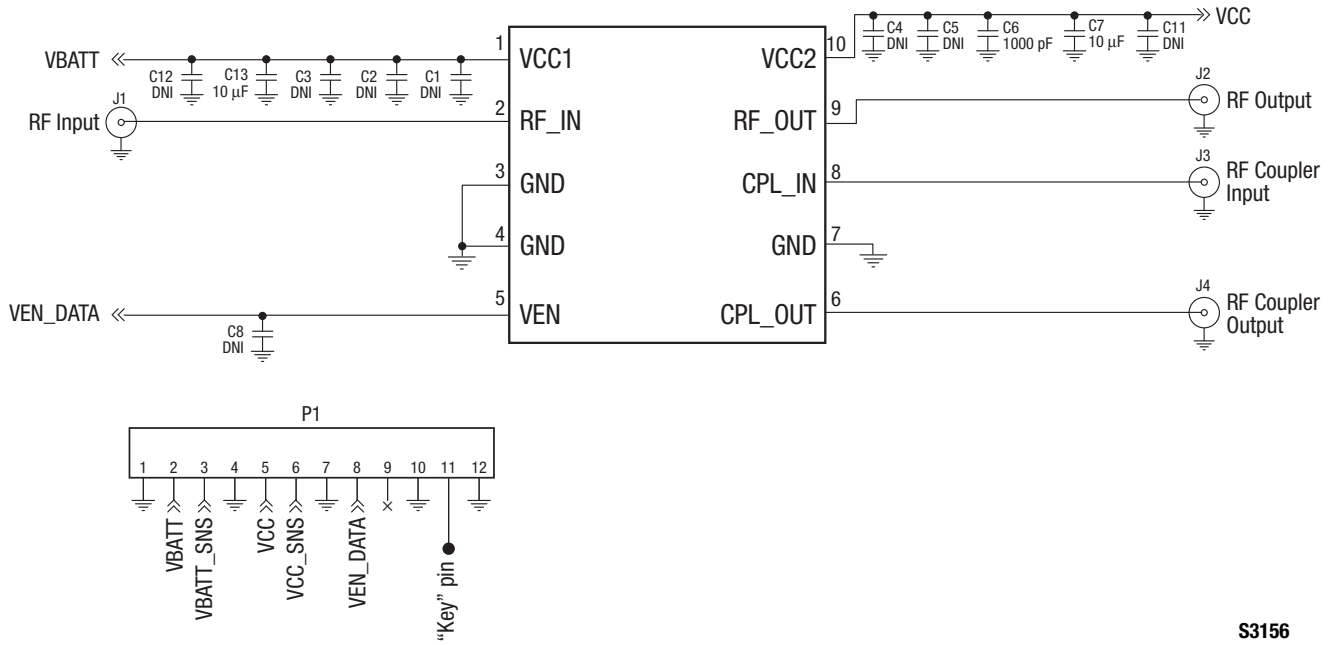 VBATT
C12
DNI
C13
10 μF
C3
DNI
C2
DNI
C1
DNI
1
VCC1
J1
RF Input
2
RF_IN
3
GND
4
GND
VEN_DATA
C8
DNI
5
VEN
10
VCC2
C4
DNI
C5
DNI
C6
1000 pF
C7
10 μF
C11
DNI
VCC
9
RF_OUT
J2
RF Output
8
CPL_IN
J3
RF Coupler
Input
7
GND
6
CPL_OUT
J4
RF Coupler
Output
P1
1 2 3 4 5 6 7 8 9 10 11 12
VBATT
VBATT_SNS
VCC
VCC_SNS
VEN_DATA
×
“Key” pin
S3156